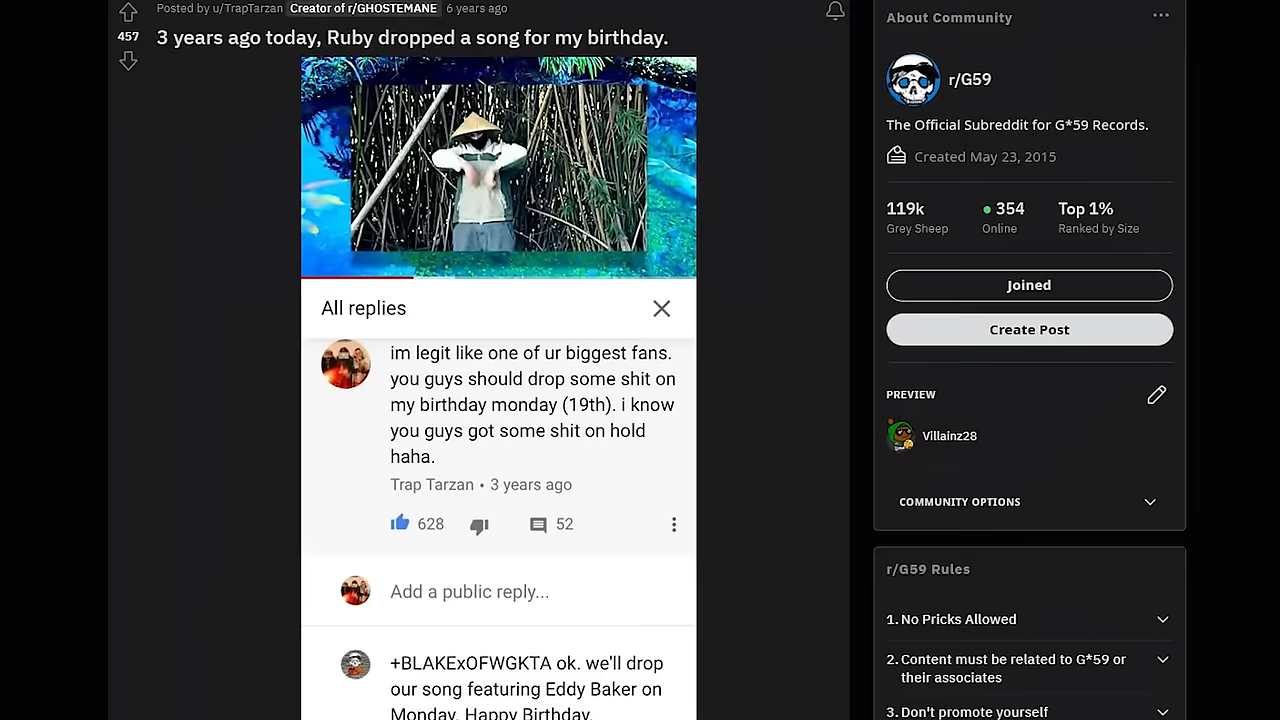 Posted by u/TrapTarzan Creator of r/GHOSTEMANE 6 years ago
457
3 years ago today, Ruby dropped a song for my birthday.
All replies
im legit like one of ur biggest fans.
you guys should drop some shit on
my birthday monday (19th). i know
you guys got some shit on hold
haha.
Trap Tarzan • 3 years ago
628 52
Add a public reply...
+BLAKExOFWGKTA ok. we'll drop
our song featuring Eddy Baker on
Monday. Happy Birthday.
About Community
r/G59
The Official Subreddit for G*59 Records.
Created May 23, 2015
119k 354 Top 1%
Grey Sheep Online Ranked by Size
Joined
Create Post
PREVIEW
Villainz28
COMMUNITY OPTIONS
r/G59 Rules
1. No Pricks Allowed
2. Content must be related to G*59 or
their associates
3. Don't promote yourself